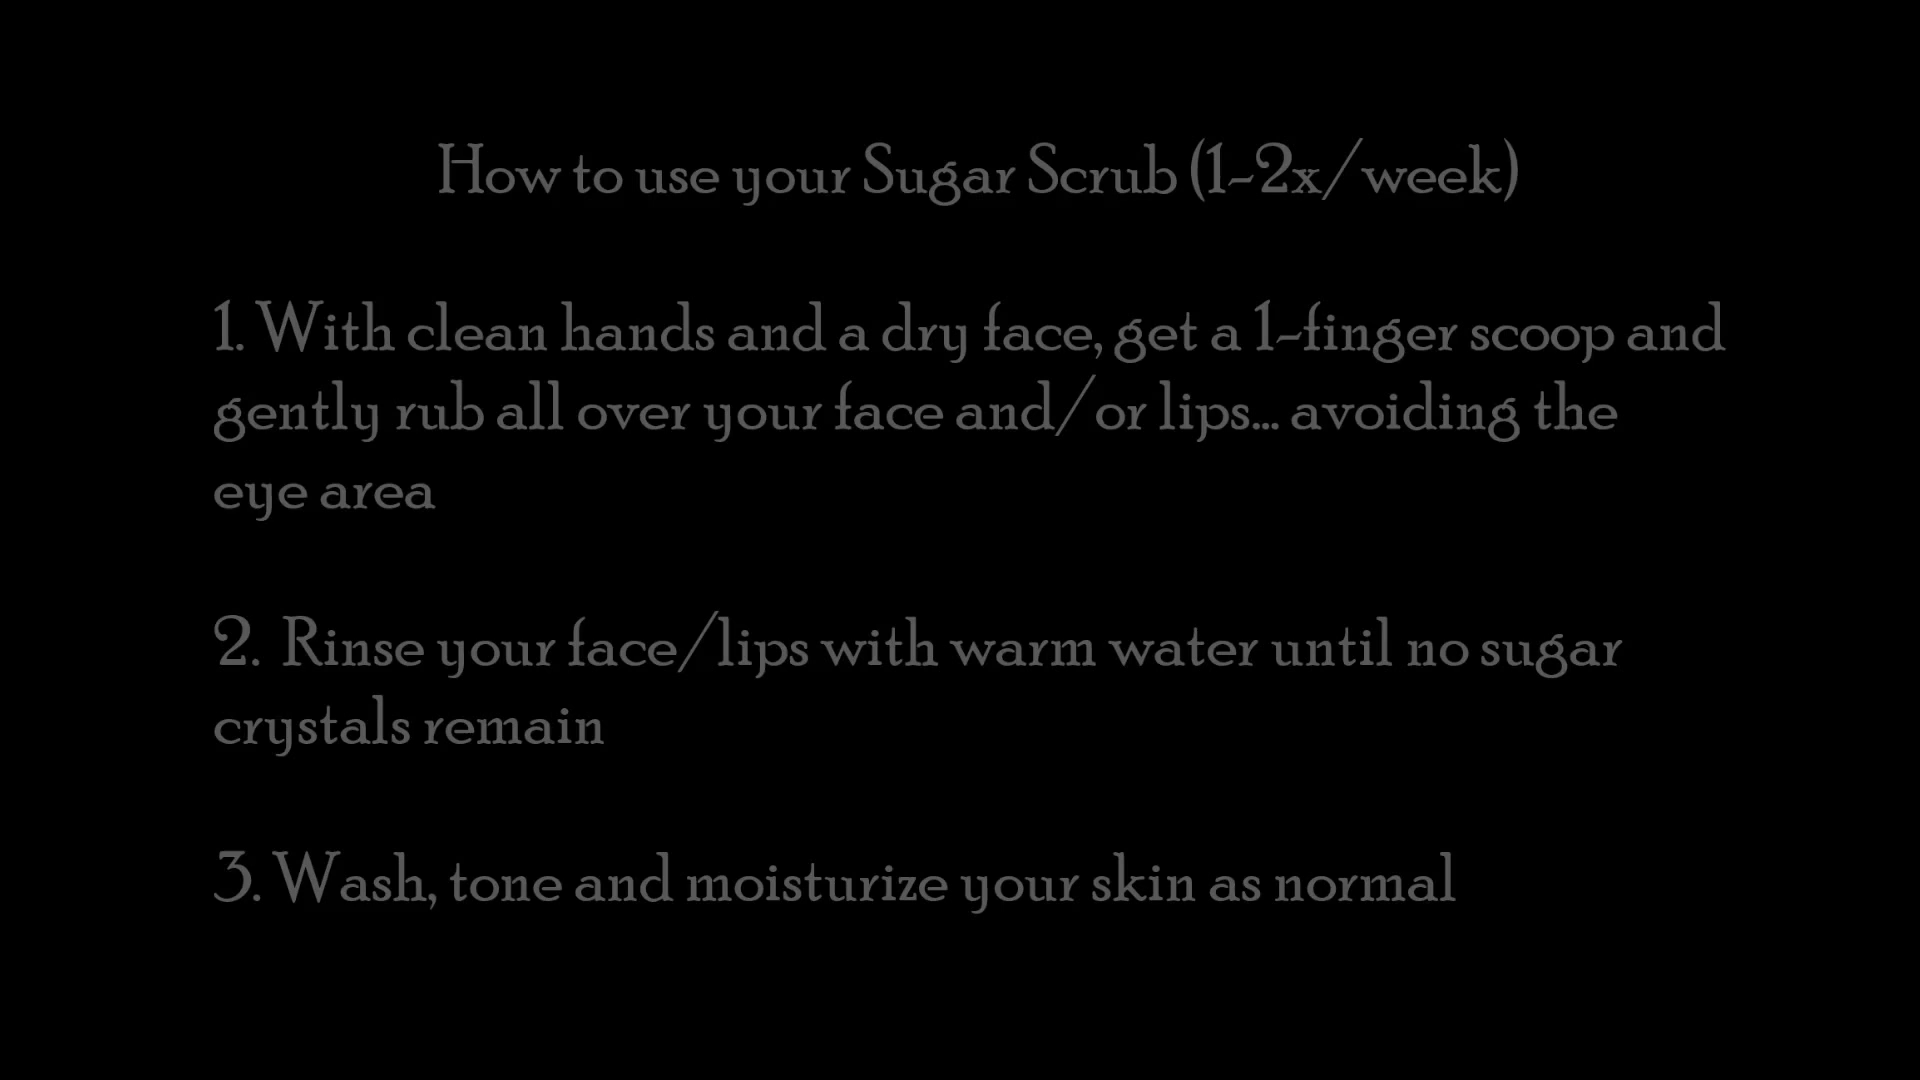 How to use your Sugar Scrub (1-2x/week)
1. With clean hands and a dry face, get a 1-finger scoop and
gently rub all over your face and/or lips... avoiding the
eye area
2.  Rinse your face/lips with warm water until no sugar
crystals remain
3. Wash, tone and moisturize your skin as normal